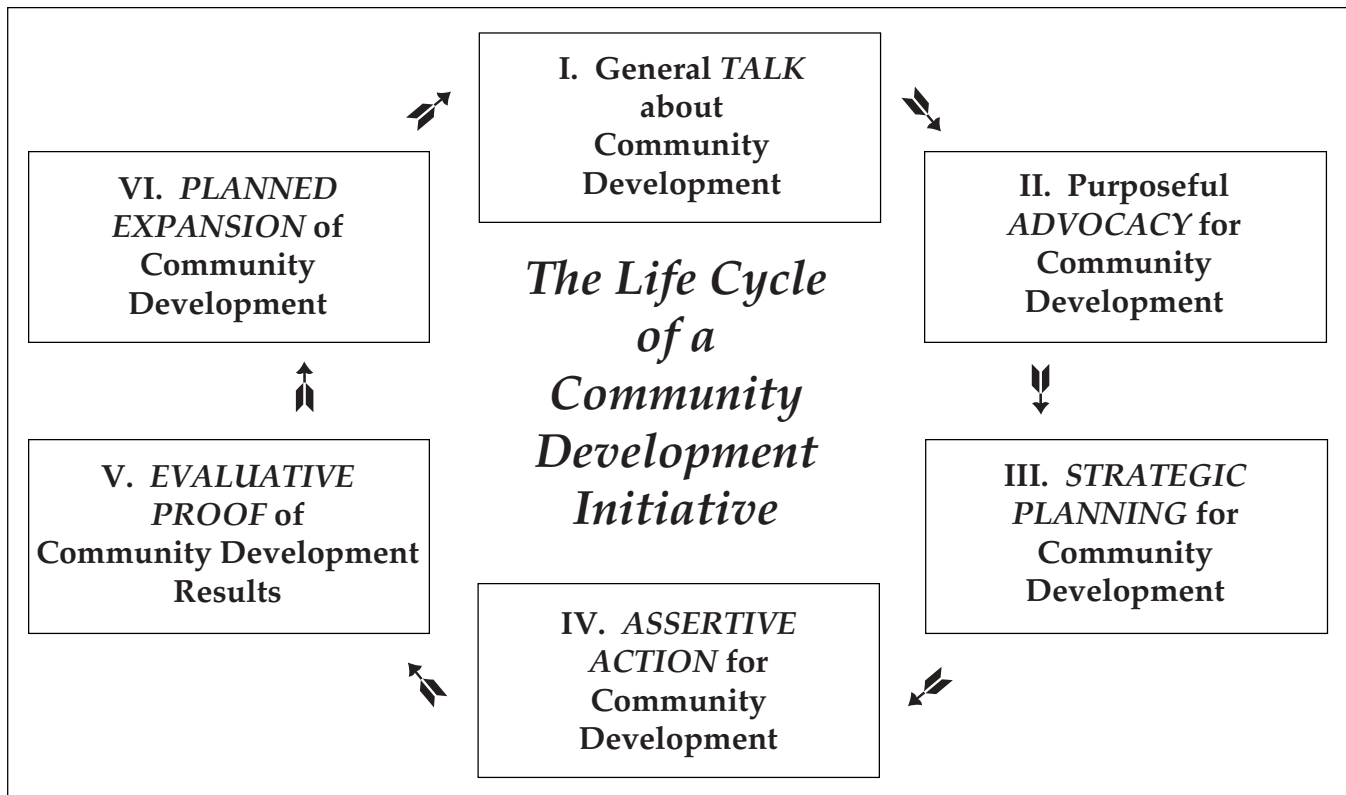 I. General TALK
about
Community
Development
II. Purposeful
ADVOCACY for
Community
Development
III. STRATEGIC
PLANNING for
Community
Development
IV. ASSERTIVE
ACTION for
Community
Development
V. EVALUATIVE
PROOF of
Community Development
Results
VI. PLANNED
EXPANSION of
Community
Development
The Life Cycle
of a
Community
Development
Initiative